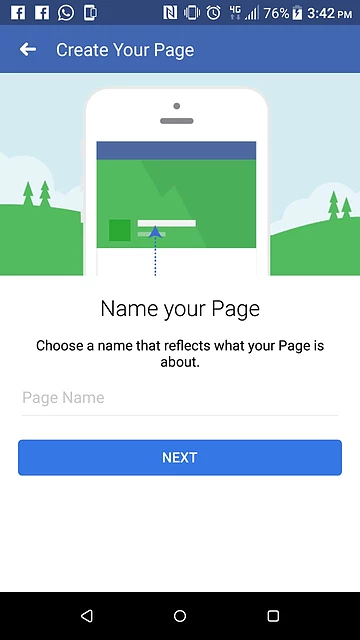 4G 76% 3:42 PM
Create Your Page
Name your Page
Choose a name that reflects what your Page is
about.
Page Name
NEXT